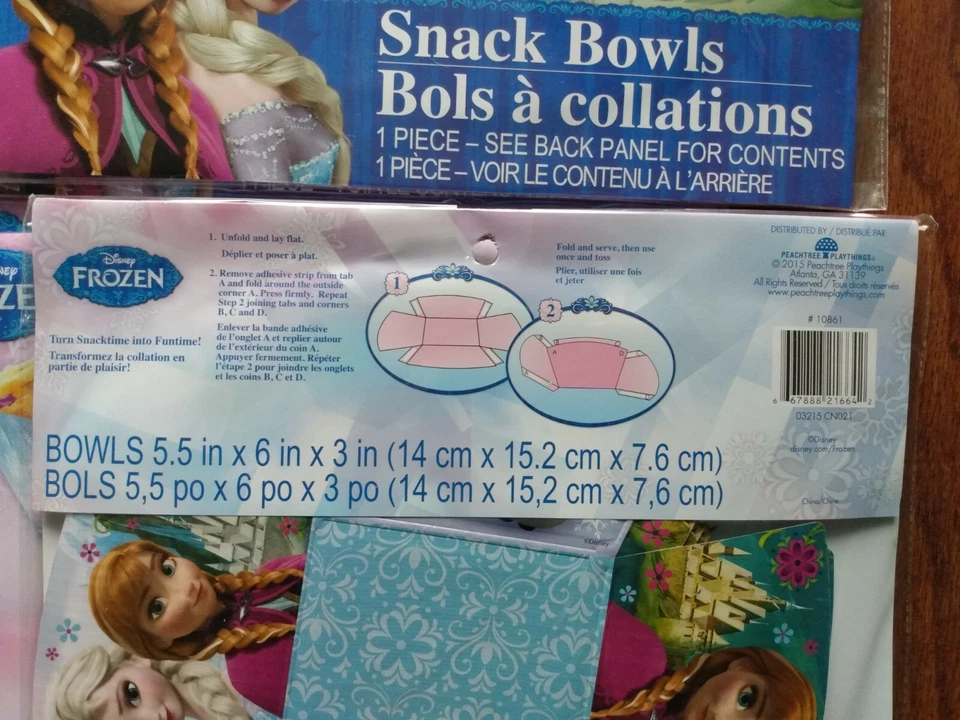 Snack Bowls
Bols à collations
1 PIECE – SEE BACK PANEL FOR CONTENTS
1 PIÈCE – VOIR LE CONTENU À L'ARRIÈRE
Disney
FROZEN
Turn Snacktime into Funtime!
Transformez la collation en
partie de plaisir!
1. Unfold and lay flat.
Déplier et poser à plat.
2. Remove adhesive strip from tab
A and fold around the outside
corner A. Press firmly. Repeat
Step 2 joining tabs and corners
B, C and D.
Enlever la bande adhésive
de l'onglet A et replier autour
de l'extérieur du coin A.
Appuyer fermement. Répéter
l'étape 2 pour joindre les onglets
et les coins B, C et D.
1
2
A
D
Fold and serve, then use
once and toss
Plier, utiliser une fois
et jeter
DISTRIBUTED BY / DISTRIBUÉ PAR:
PEACHTREE PLAYTHINGS
© 2015 Peachtree Playthings
Atlanta, GA 31139
All Rights Reserved / Tous droits réservés
www.peachtreeplaythings.com
# 10861
6 67888 21664 2
03215 CN021
©Disney
disney.com/Frozen
China/Chine
BOWLS 5.5 in x 6 in x 3 in (14 cm x 15.2 cm x 7.6 cm)
BOLS 5,5 po x 6 po x 3 po (14 cm x 15,2 cm x 7,6 cm)
©Disney